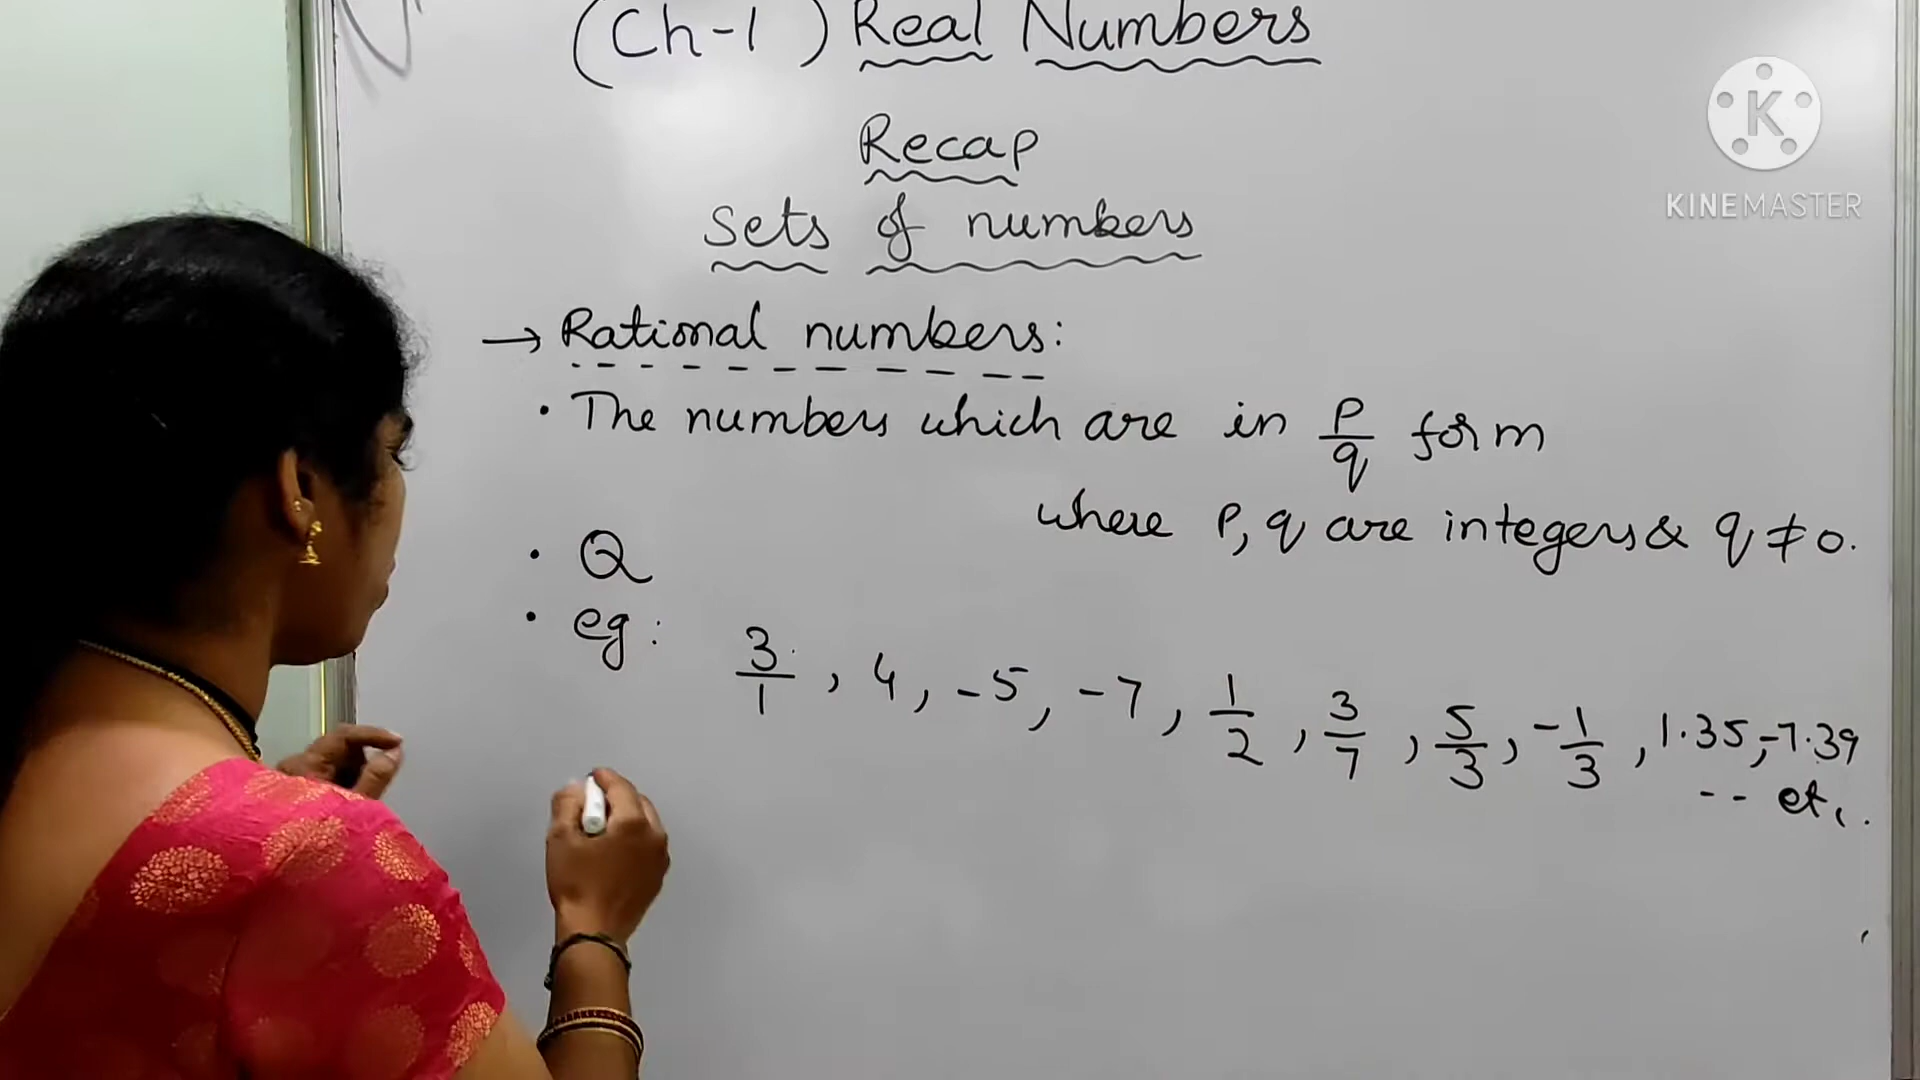 (Ch-1) Real Numbers
Recap
Sets of numbers
→ Rational numbers:
• The numbers which are in p/q form
where p, q are integers & q ≠ 0.
• Q
• eg: 3/1, 4, -5, -7, 1/2, 3/7, 5/3, -1/3, 1.35, -7.39
-- etc.
K
KINEMASTER